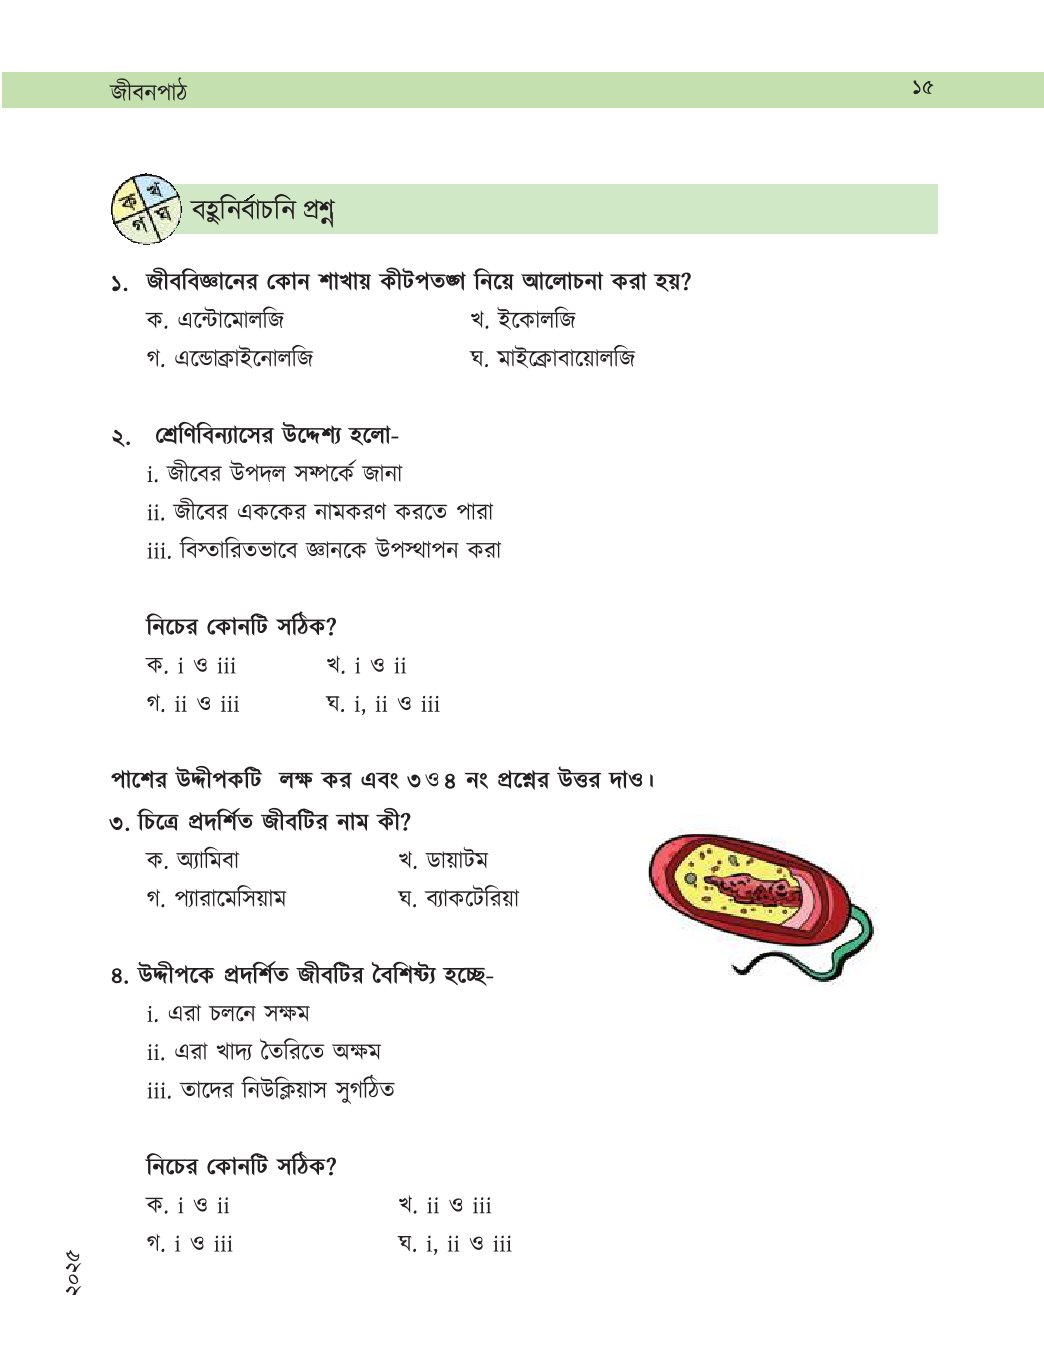 জীবনপাঠ ১৫
ক খ গ ঘ
বহুনির্বাচনি প্রশ্ন
১. জীববিজ্ঞানের কোন শাখায় কীটপতঙ্গ নিয়ে আলোচনা করা হয়?
ক. এন্টোমোলজি খ. ইকোলজি
গ. এন্ডোক্রাইনোলজি ঘ. মাইক্রোবায়োলজি
২. শ্রেণিবিন্যাসের উদ্দেশ্য হলো-
i. জীবের উপদল সম্পর্কে জানা
ii. জীবের এককের নামকরণ করতে পারা
iii. বিস্তারিতভাবে জ্ঞানকে উপস্থাপন করা
নিচের কোনটি সঠিক?
ক. i ও iii খ. i ও ii
গ. ii ও iii ঘ. i, ii ও iii
পাশের উদ্দীপকটি লক্ষ কর এবং ৩ ও ৪ নং প্রশ্নের উত্তর দাও।
৩. চিত্রে প্রদর্শিত জীবটির নাম কী?
ক. অ্যামিবা খ. ডায়াটম
গ. প্যারামেসিয়াম ঘ. ব্যাকটেরিয়া
৪. উদ্দীপকে প্রদর্শিত জীবটির বৈশিষ্ট্য হচ্ছে-
i. এরা চলনে সক্ষম
ii. এরা খাদ্য তৈরিতে অক্ষম
iii. তাদের নিউক্লিয়াস সুগঠিত
নিচের কোনটি সঠিক?
ক. i ও ii খ. ii ও iii
গ. i ও iii ঘ. i, ii ও iii
২০২৫